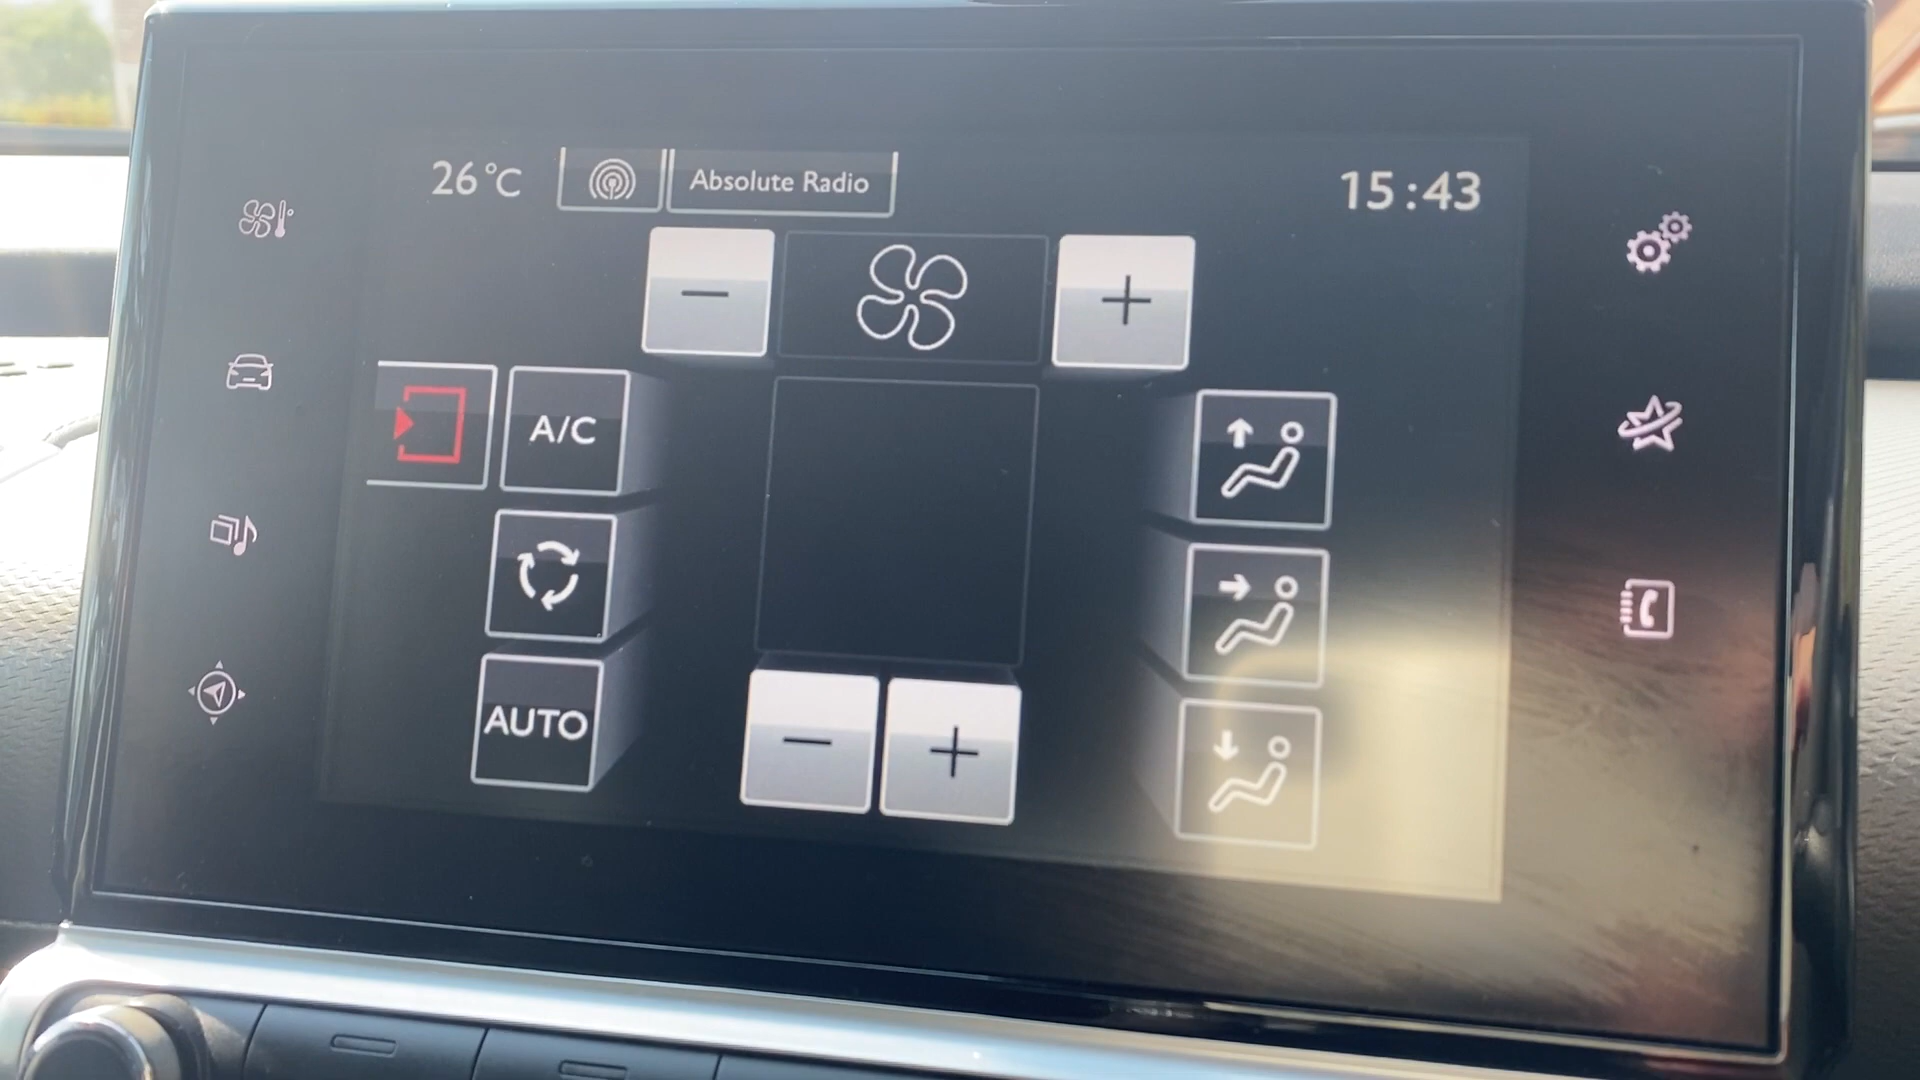 26°C Absolute Radio 15:43
− +
A/C
AUTO
− +